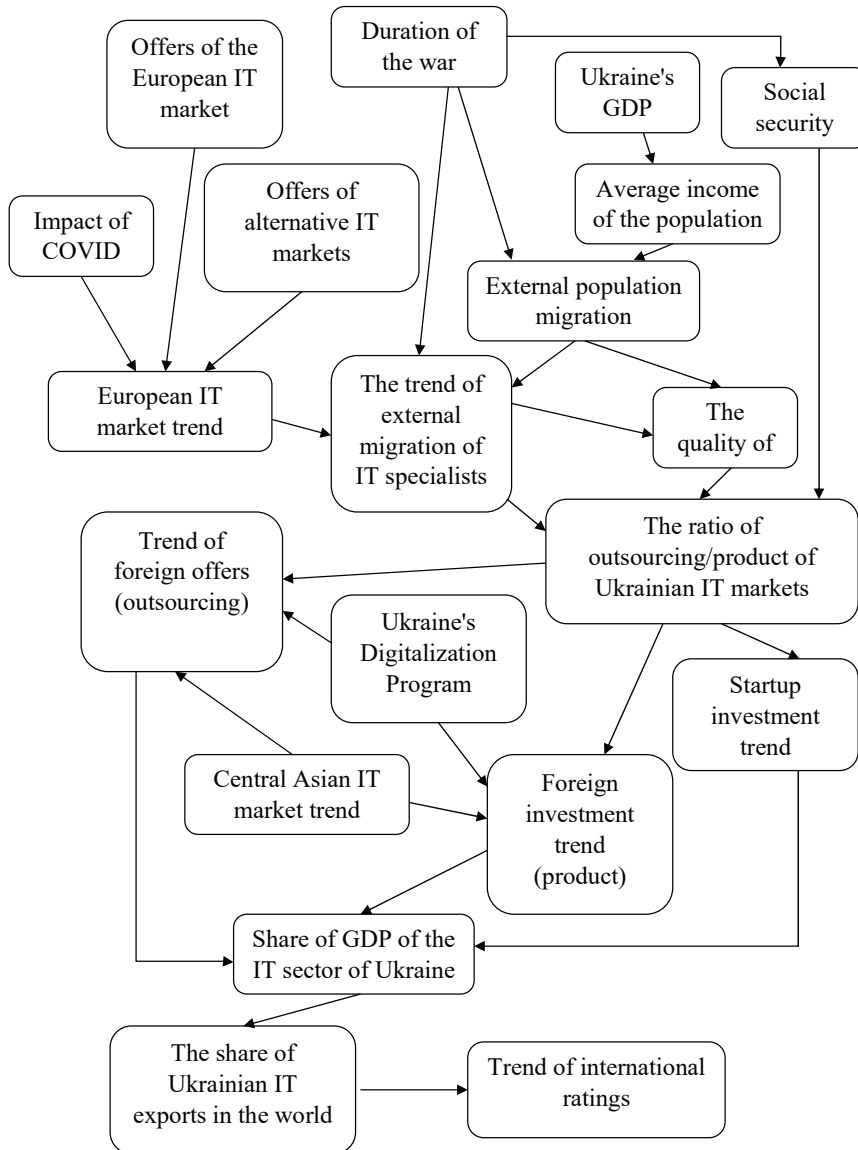 Offers of the
European IT
market
Duration of
the war
Ukraine's
GDP
Social
security
Impact of
COVID
Offers of
alternative IT
markets
Average income
of the population
External population
migration
European IT
market trend
The trend of
external
migration of
IT specialists
The
quality of
Trend of
foreign offers
(outsourcing)
The ratio of
outsourcing/product of
Ukrainian IT markets
Ukraine's
Digitalization
Program
Startup
investment
trend
Central Asian IT
market trend
Foreign
investment
trend
(product)
Share of GDP of the
IT sector of Ukraine
The share of
Ukrainian IT
exports in the world
Trend of international
ratings